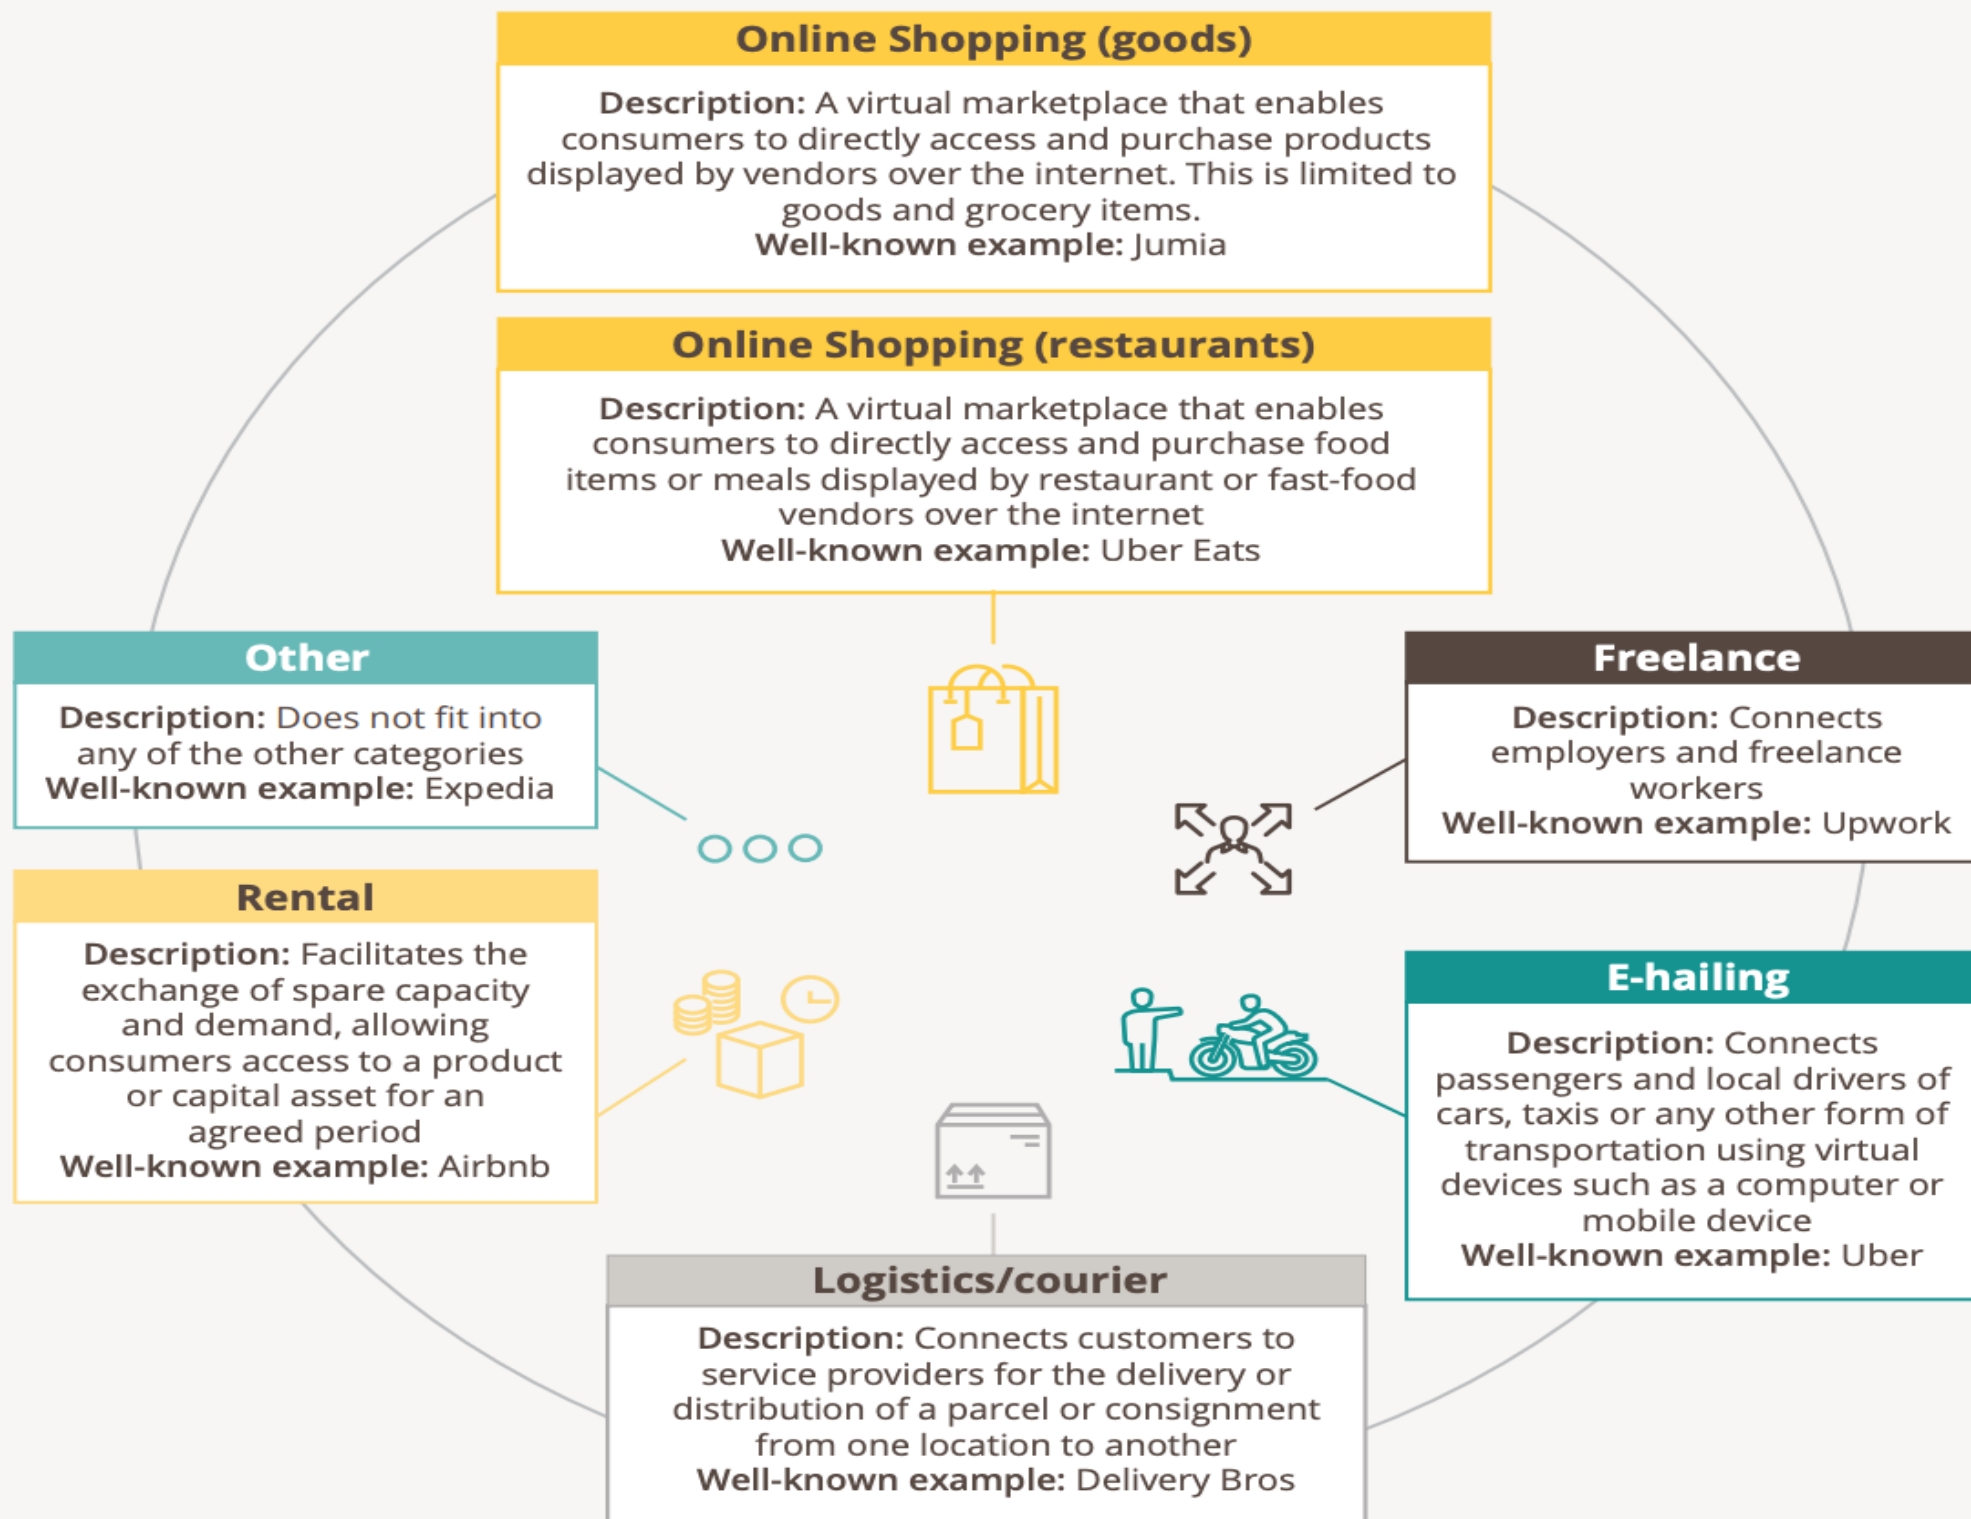 Online Shopping (goods)
Description: A virtual marketplace that enables
consumers to directly access and purchase products
displayed by vendors over the internet. This is limited to
goods and grocery items.
Well-known example: Jumia
Online Shopping (restaurants)
Description: A virtual marketplace that enables
consumers to directly access and purchase food
items or meals displayed by restaurant or fast-food
vendors over the internet
Well-known example: Uber Eats
Other
Description: Does not fit into
any of the other categories
Well-known example: Expedia
Freelance
Description: Connects
employers and freelance
workers
Well-known example: Upwork
Rental
Description: Facilitates the
exchange of spare capacity
and demand, allowing
consumers access to a product
or capital asset for an
agreed period
Well-known example: Airbnb
E-hailing
Description: Connects
passengers and local drivers of
cars, taxis or any other form of
transportation using virtual
devices such as a computer or
mobile device
Well-known example: Uber
Logistics/courier
Description: Connects customers to
service providers for the delivery or
distribution of a parcel or consignment
from one location to another
Well-known example: Delivery Bros